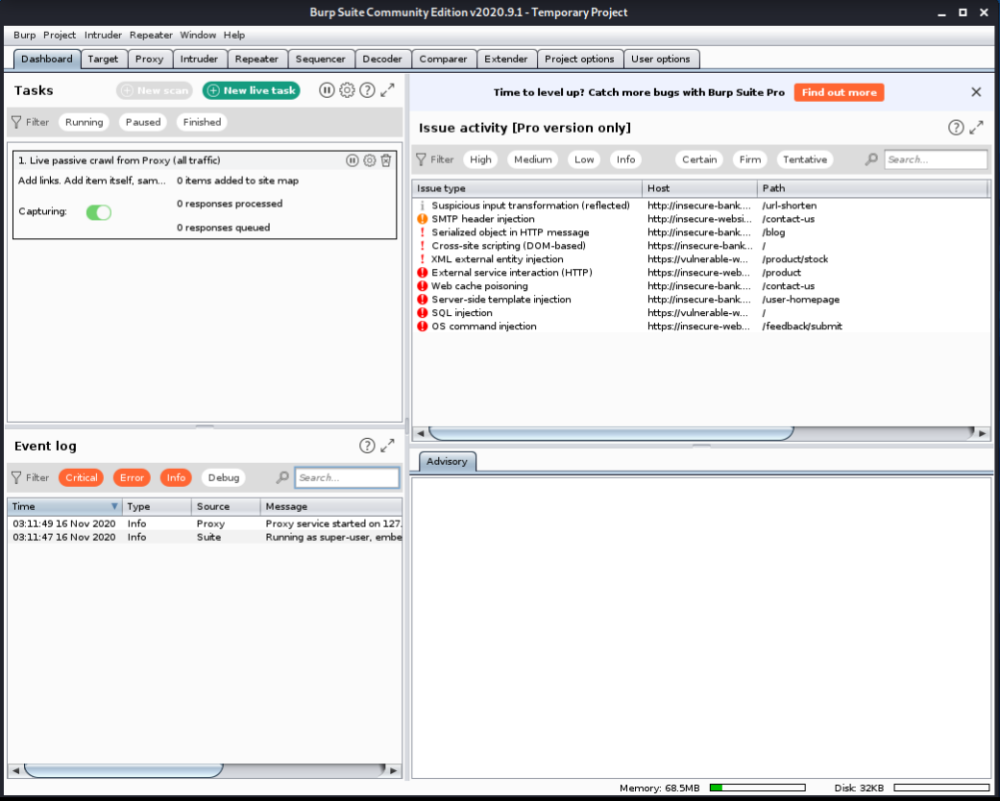 Burp Suite Community Edition v2020.9.1 - Temporary Project
Burp Project Intruder Repeater Window Help
Dashboard Target Proxy Intruder Repeater Sequencer Decoder Comparer Extender Project options User options
Tasks New scan New live task
Filter Running Paused Finished
1. Live passive crawl from Proxy (all traffic)
Add links. Add item itself, sam... 0 items added to site map
0 responses processed
Capturing:
0 responses queued
Event log
Filter Critical Error Info Debug Search...
Time Type Source Message
03:11:49 16 Nov 2020 Info Proxy Proxy service started on 127.
03:11:47 16 Nov 2020 Info Suite Running as super-user, embe
Time to level up? Catch more bugs with Burp Suite Pro Find out more
Issue activity [Pro version only]
Filter High Medium Low Info Certain Firm Tentative Search...
Issue type Host Path
Suspicious input transformation (reflected) http://insecure-bank.... /url-shorten
SMTP header injection http://insecure-websi... /contact-us
Serialized object in HTTP message http://insecure-bank.... /blog
Cross-site scripting (DOM-based) http://insecure-bank... /
XML external entity injection https://vulnerable-w... /product/stock
External service interaction (HTTP) https://insecure-web... /product
Web cache poisoning http://insecure-bank.... /contact-us
Server-side template injection http://insecure-bank.... /user-homepage
SQL injection https://vulnerable-w... /
OS command injection https://insecure-web... /feedback/submit
Advisory
Memory: 68.5MB Disk: 32KB